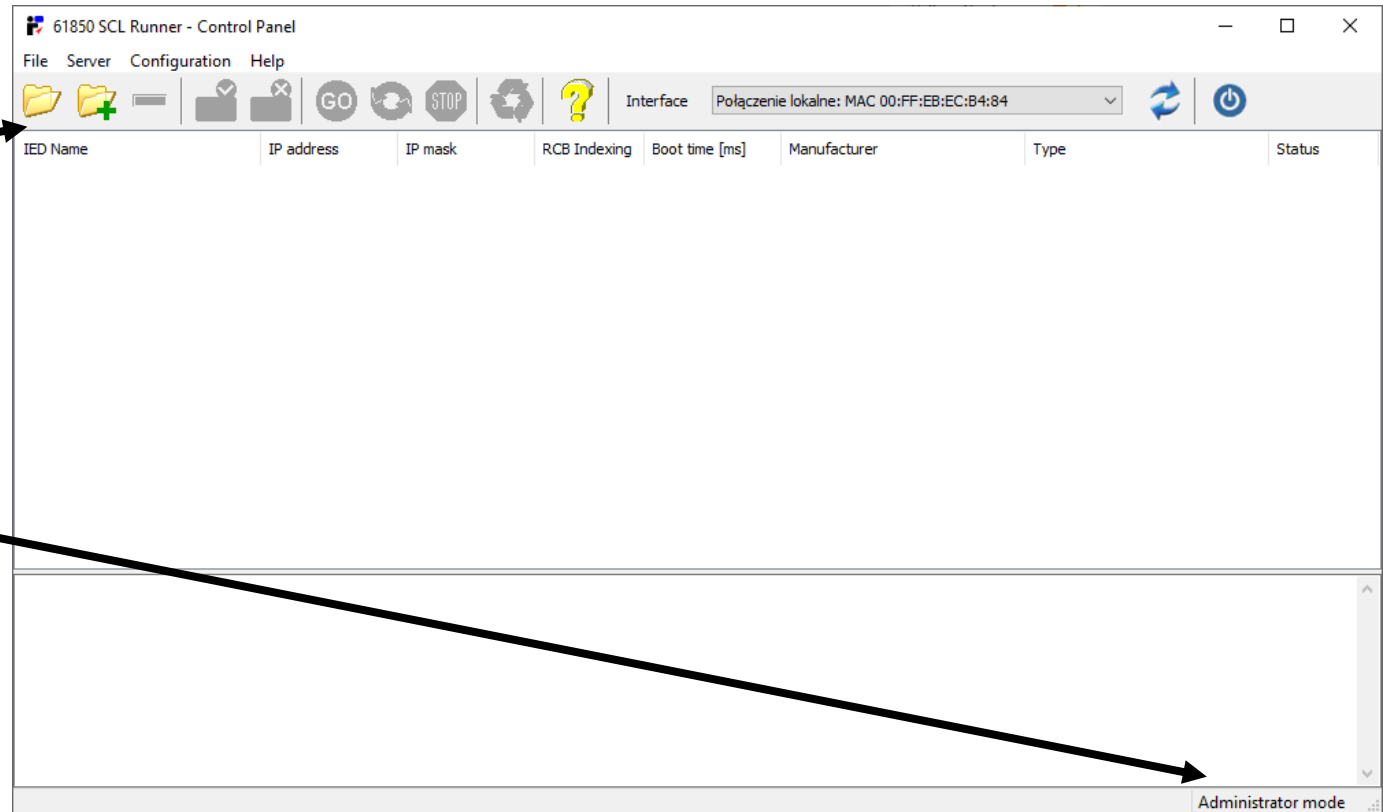 61850 SCL Runner - Control Panel
File Server Configuration Help
GO STOP ? Interface Połączenie lokalne: MAC 00:FF:EB:EC:B4:84
IED Name IP address IP mask RCB Indexing Boot time [ms] Manufacturer Type Status
Administrator mode